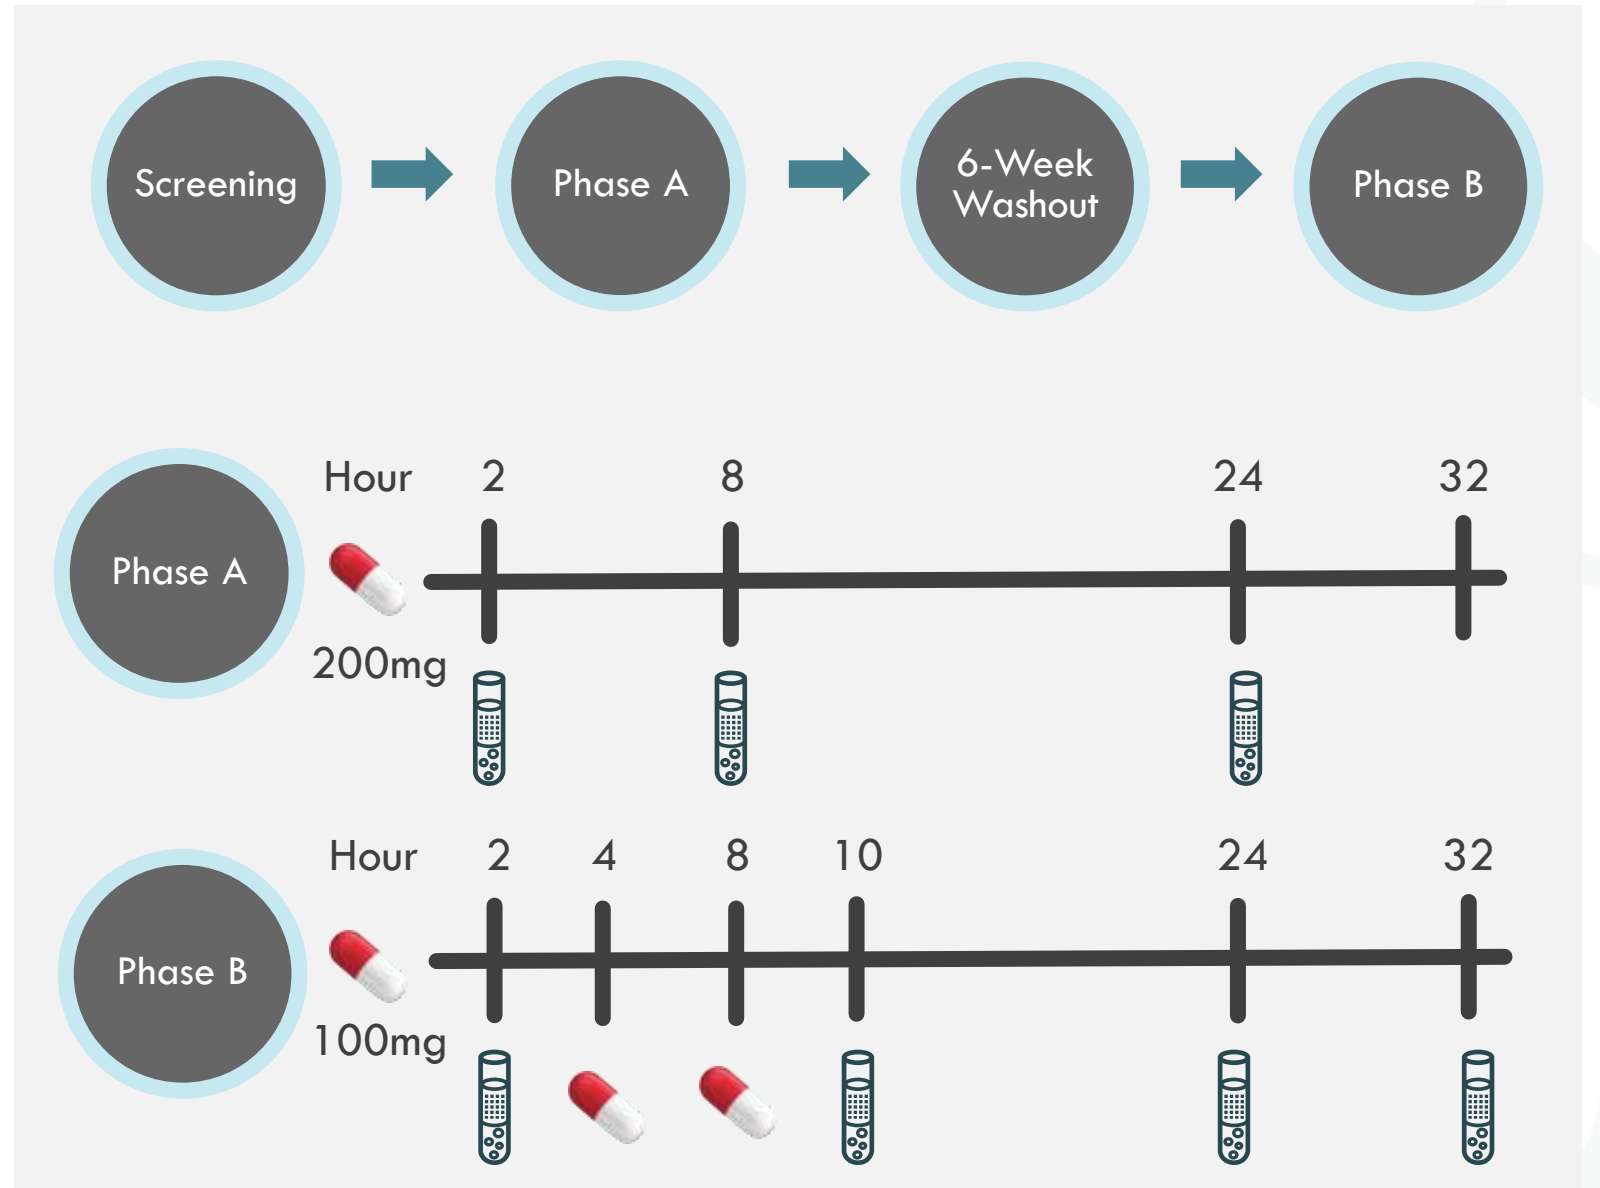 Screening
Phase A
6-Week
Washout
Phase B
Phase A
Hour 2 8 24 32
200mg
Phase B
Hour 2 4 8 10 24 32
100mg